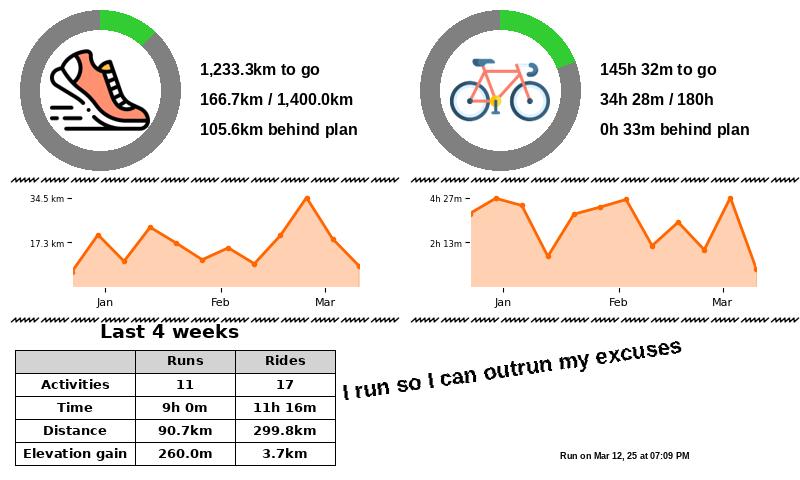 1,233.3km to go
166.7km / 1,400.0km
105.6km behind plan
145h 32m to go
34h 28m / 180h
0h 33m behind plan
34.5 km
17.3 km
Jan Feb Mar
4h 27m
2h 13m
Jan Feb Mar
Last 4 weeks
Runs Rides
Activities 11 17
Time 9h 0m 11h 16m
Distance 90.7km 299.8km
Elevation gain 260.0m 3.7km
I run so I can outrun my excuses
Run on Mar 12, 25 at 07:09 PM